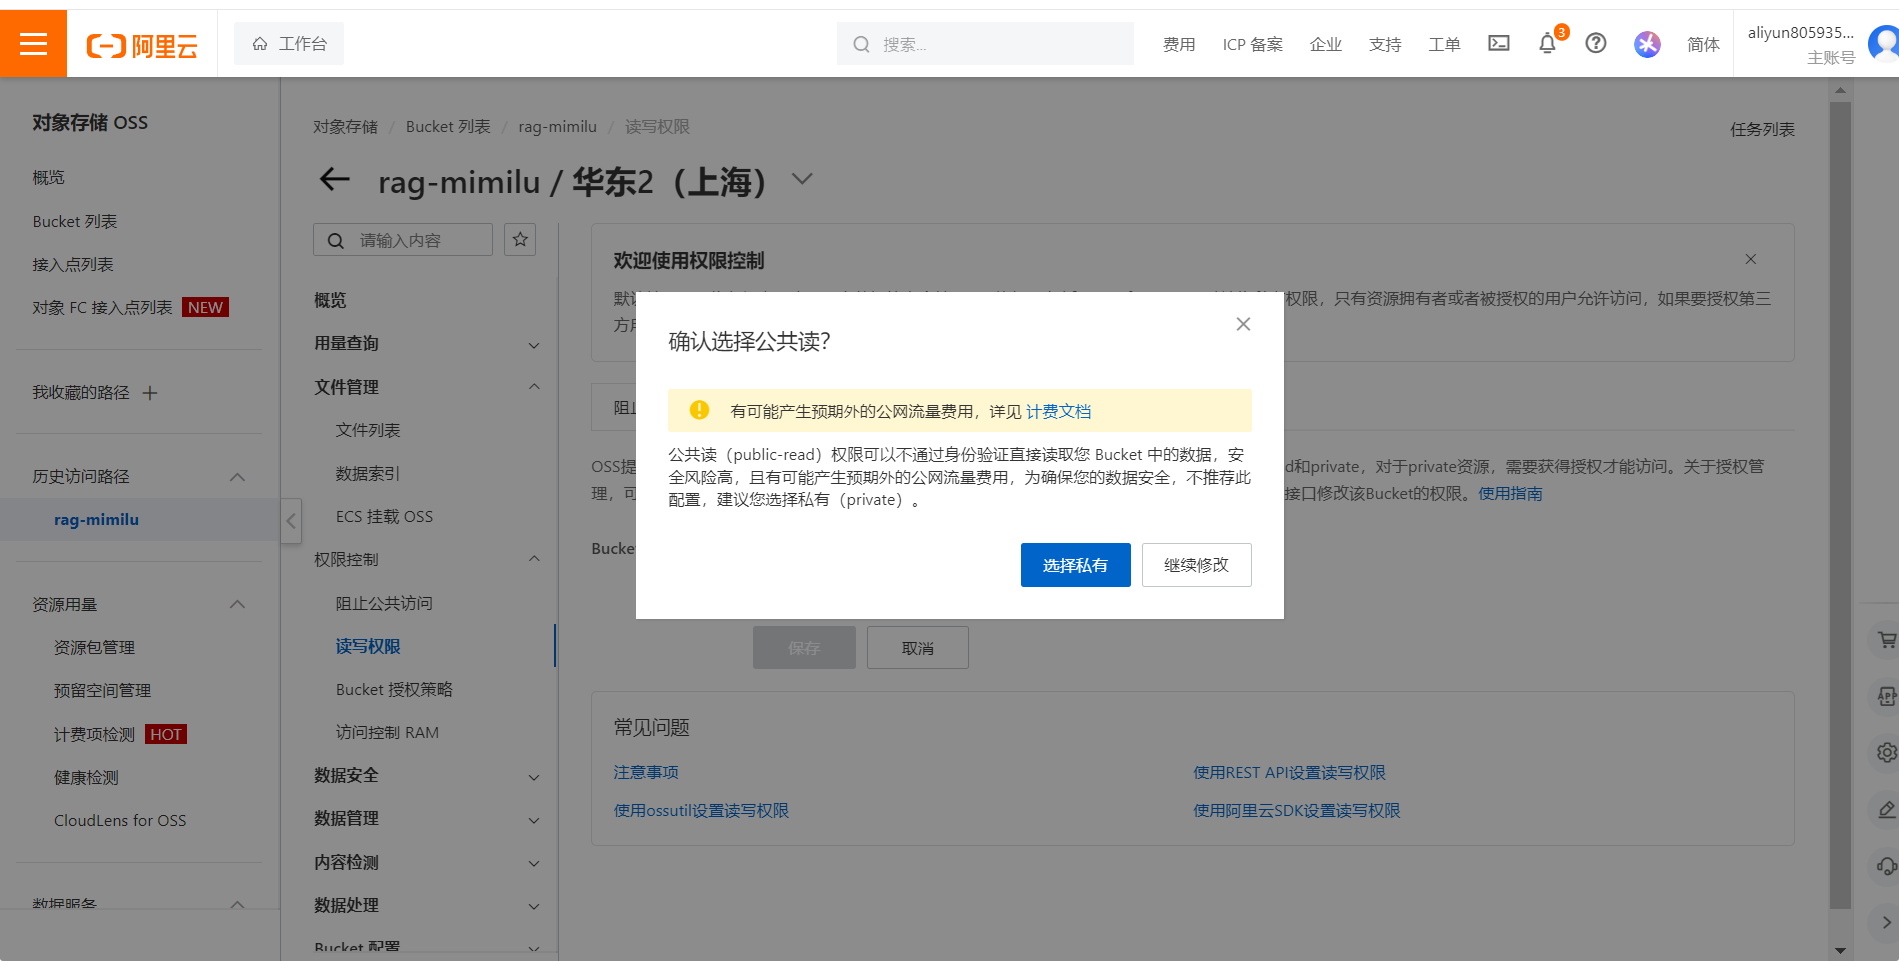 阿里云
工作台
搜索...
费用
ICP 备案
企业
支持
工单
3
简体
aliyun805935...
主账号
对象存储 OSS
概览
Bucket 列表
接入点列表
对象 FC 接入点列表 NEW
我收藏的路径
历史访问路径
rag-mimilu
资源用量
资源包管理
预留空间管理
计费项检测 HOT
健康检测
CloudLens for OSS
数据服务
对象存储 / Bucket 列表 / rag-mimilu / 读写权限
任务列表
rag-mimilu / 华东2（上海）
请输入内容
概览
用量查询
文件管理
文件列表
数据索引
ECS 挂载 OSS
权限控制
阻止公共访问
读写权限
Bucket 授权策略
访问控制 RAM
数据安全
数据管理
内容检测
数据处理
Bucket 配置
欢迎使用权限控制
权限，只有资源拥有者或者被授权的用户允许访问，如果要授权第三
方
阻
OSS提
d和private，对于private资源，需要获得授权才能访问。关于授权管
理，可
接口修改该Bucket的权限。使用指南
Bucke
确认选择公共读？
有可能产生预期外的公网流量费用，详见 计费文档
公共读（public-read）权限可以不通过身份验证直接读取您 Bucket 中的数据，安
全风险高，且有可能产生预期外的公网流量费用，为确保您的数据安全，不推荐此
配置，建议您选择私有（private）。
选择私有
继续修改
保存
取消
常见问题
注意事项
使用REST API设置读写权限
使用ossutil设置读写权限
使用阿里云SDK设置读写权限